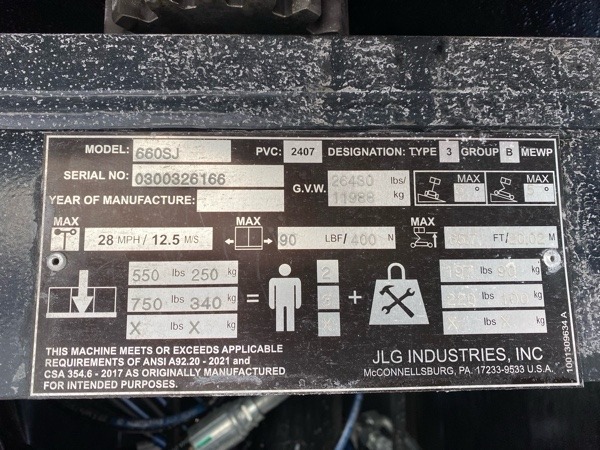 MODEL: 660SJ PVC: 2407 DESIGNATION: TYPE 3 GROUP B MEWP
SERIAL NO: 0300326166 G.V.W. 26430 lbs/ 11988 kg MAX ° MAX °
YEAR OF MANUFACTURE:
MAX 28 MPH / 12.5 M/S MAX 90 LBF/ 400 N MAX FT/ M
550 lbs 250 kg = 2 + lbs kg
750 lbs 340 kg 3 lbs kg
X lbs X kg X X lbs kg
THIS MACHINE MEETS OR EXCEEDS APPLICABLE
REQUIREMENTS OF ANSI A92.20 - 2021 and
CSA 354.6 - 2017 AS ORIGINALLY MANUFACTURED
FOR INTENDED PURPOSES.
JLG INDUSTRIES, INC
McCONNELLSBURG, PA. 17233-9533 U.S.A.
1001309634 A